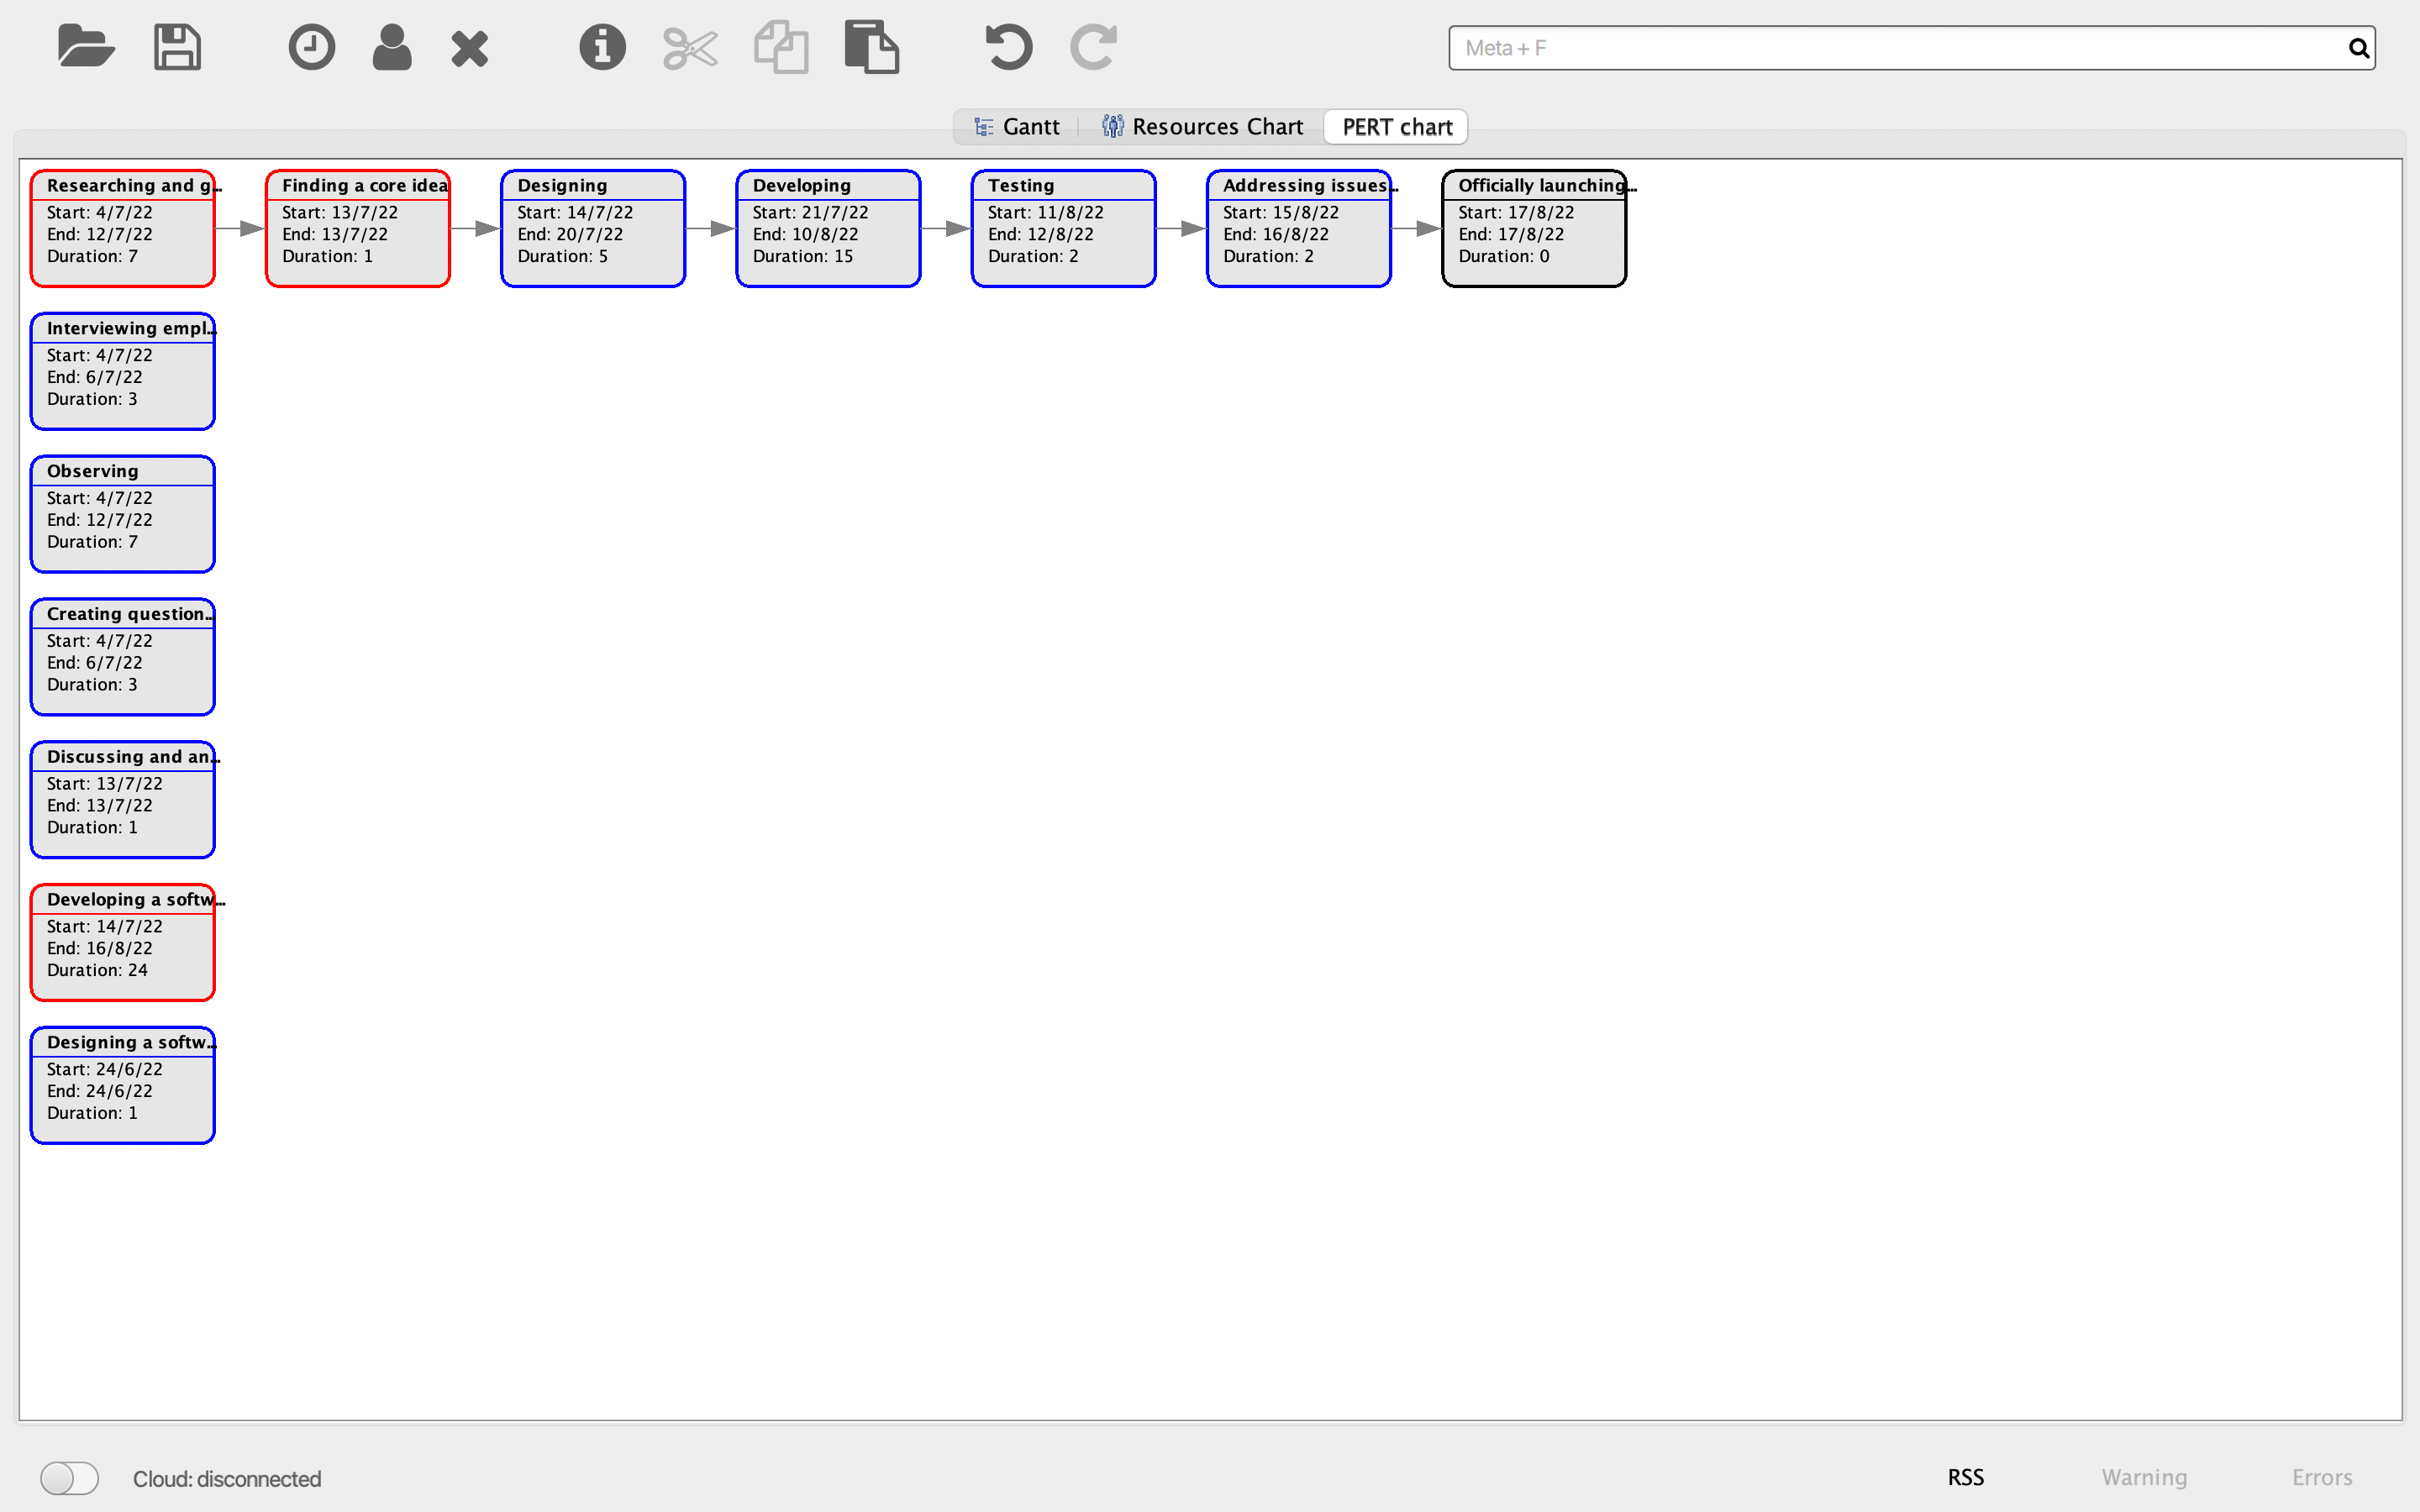 Meta + F
Gantt
Resources Chart
PERT chart
Researching and g...
Start: 4/7/22
End: 12/7/22
Duration: 7
Finding a core idea
Start: 13/7/22
End: 13/7/22
Duration: 1
Designing
Start: 14/7/22
End: 20/7/22
Duration: 5
Developing
Start: 21/7/22
End: 10/8/22
Duration: 15
Testing
Start: 11/8/22
End: 12/8/22
Duration: 2
Addressing issues...
Start: 15/8/22
End: 16/8/22
Duration: 2
Officially launching...
Start: 17/8/22
End: 17/8/22
Duration: 0
Interviewing empl...
Start: 4/7/22
End: 6/7/22
Duration: 3
Observing
Start: 4/7/22
End: 12/7/22
Duration: 7
Creating question...
Start: 4/7/22
End: 6/7/22
Duration: 3
Discussing and an...
Start: 13/7/22
End: 13/7/22
Duration: 1
Developing a softw...
Start: 14/7/22
End: 16/8/22
Duration: 24
Designing a softw...
Start: 24/6/22
End: 24/6/22
Duration: 1
Cloud: disconnected
RSS
Warning
Errors